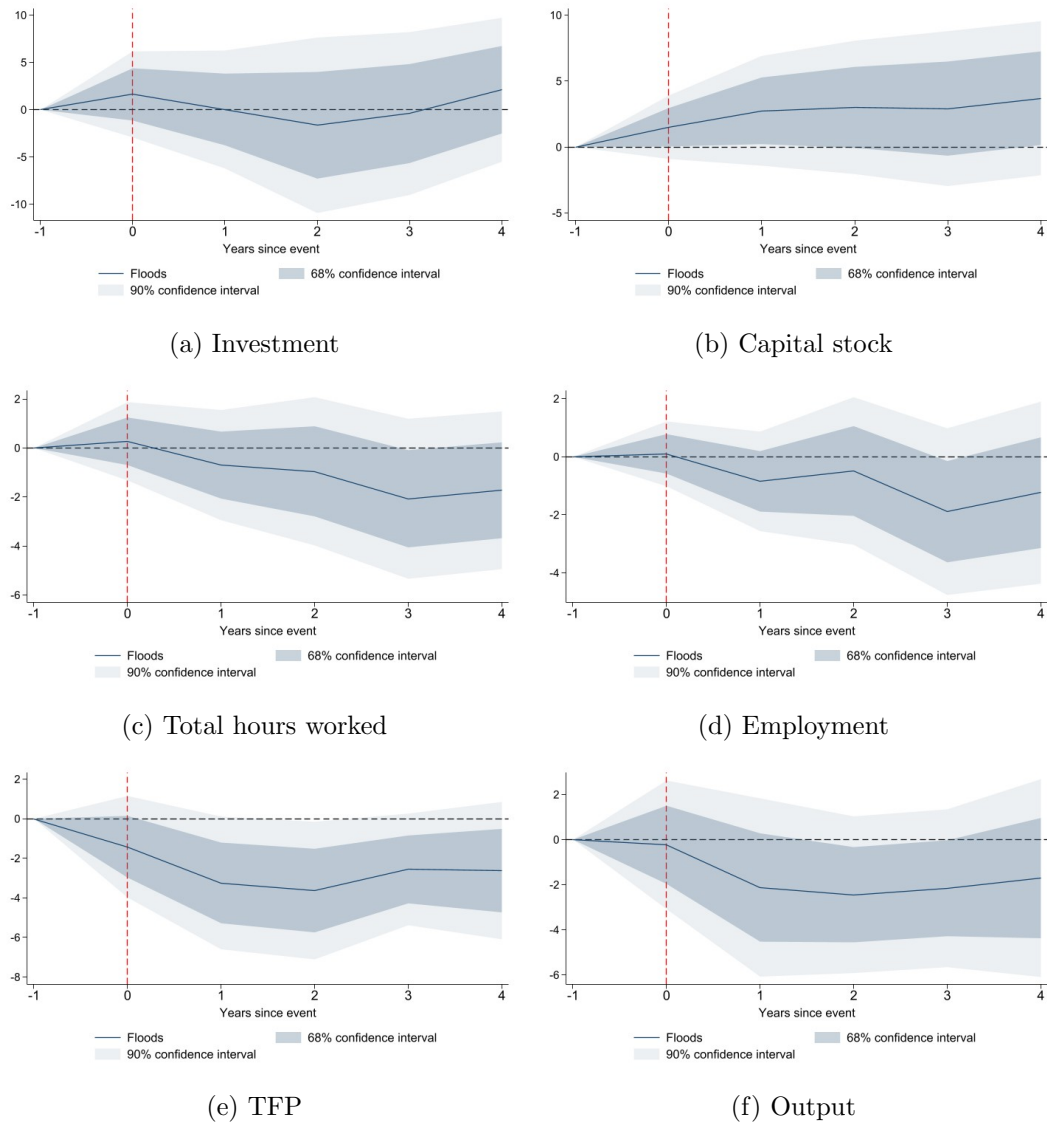 10
5
0
-5
-10
-1 0 1 2 3 4
Years since event
Floods 68% confidence interval
90% confidence interval
(a) Investment
10
5
0
-5
-1 0 1 2 3 4
Years since event
Floods 68% confidence interval
90% confidence interval
(b) Capital stock
2
0
-2
-4
-6
-1 0 1 2 3 4
Years since event
Floods 68% confidence interval
90% confidence interval
(c) Total hours worked
2
0
-2
-4
-1 0 1 2 3 4
Years since event
Floods 68% confidence interval
90% confidence interval
(d) Employment
2
0
-2
-4
-6
-8
-1 0 1 2 3 4
Years since event
Floods 68% confidence interval
90% confidence interval
(e) TFP
2
0
-2
-4
-6
-1 0 1 2 3 4
Years since event
Floods 68% confidence interval
90% confidence interval
(f) Output